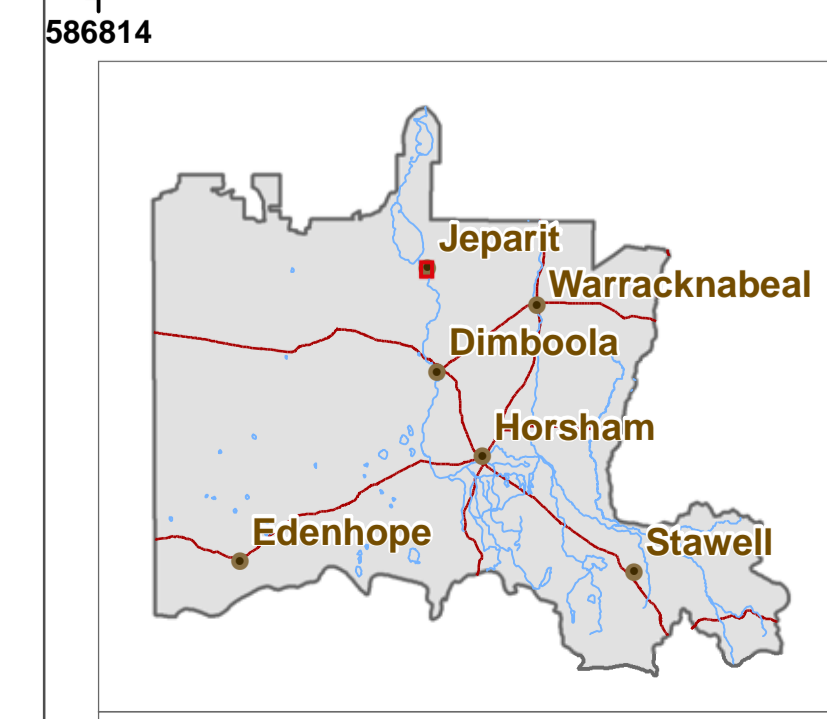 586814
Jeparit
Warracknabeal
Dimboola
Horsham
Edenhope
Stawell